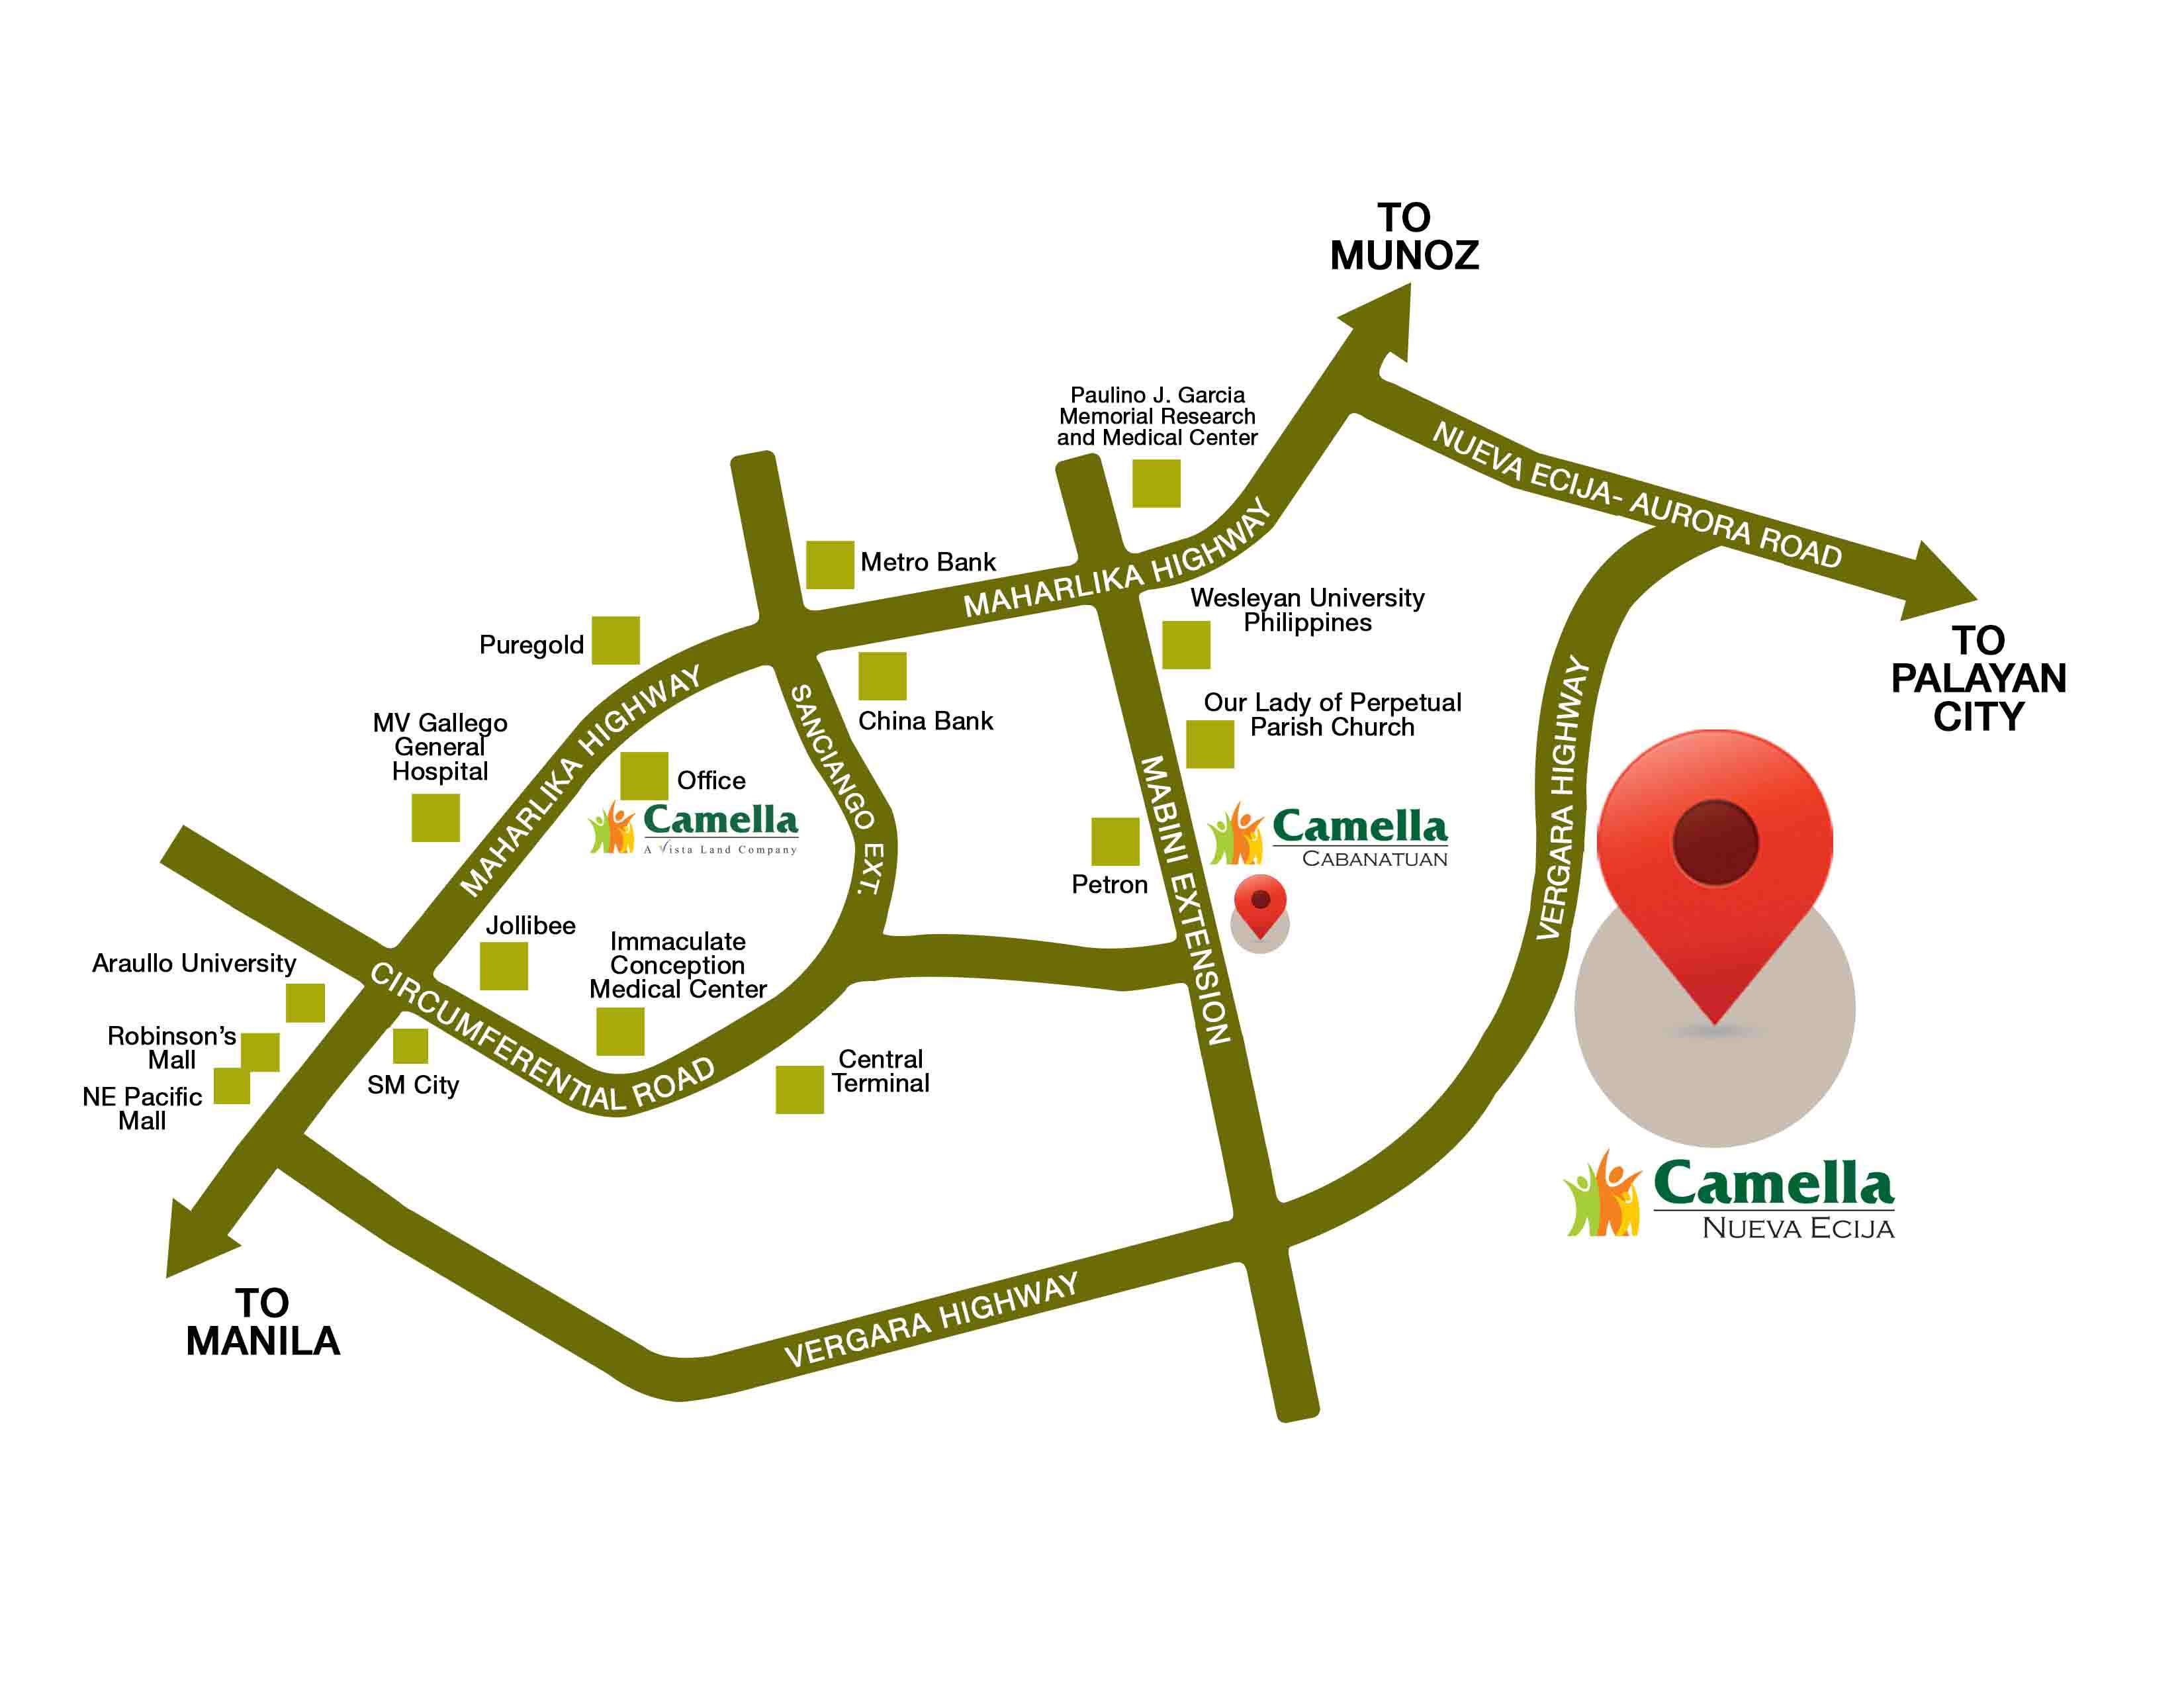 TO
MUNOZ
Paulino J. Garcia
Memorial Research
and Medical Center
NUEVA ECIJA- AURORA ROAD
MAHARLIKA HIGHWAY
Metro Bank
Wesleyan University
Philippines
TO
PALAYAN
CITY
Puregold
MAHARLIKA HIGHWAY
SANCIANGO EXT.
China Bank
Our Lady of Perpetual
Parish Church
VERGARA HIGHWAY
MV Gallego
General
Hospital
Office
Camella
A Vista Land Company
MABINI EXTENSION
Camella
CABANATUAN
Petron
Jollibee
Immaculate
Conception
Medical Center
Araullo University
CIRCUMFERENTIAL ROAD
Robinson's
Mall
NE Pacific
Mall
SM City
Central
Terminal
Camella
NUEVA ECIJA
TO
MANILA
VERGARA HIGHWAY